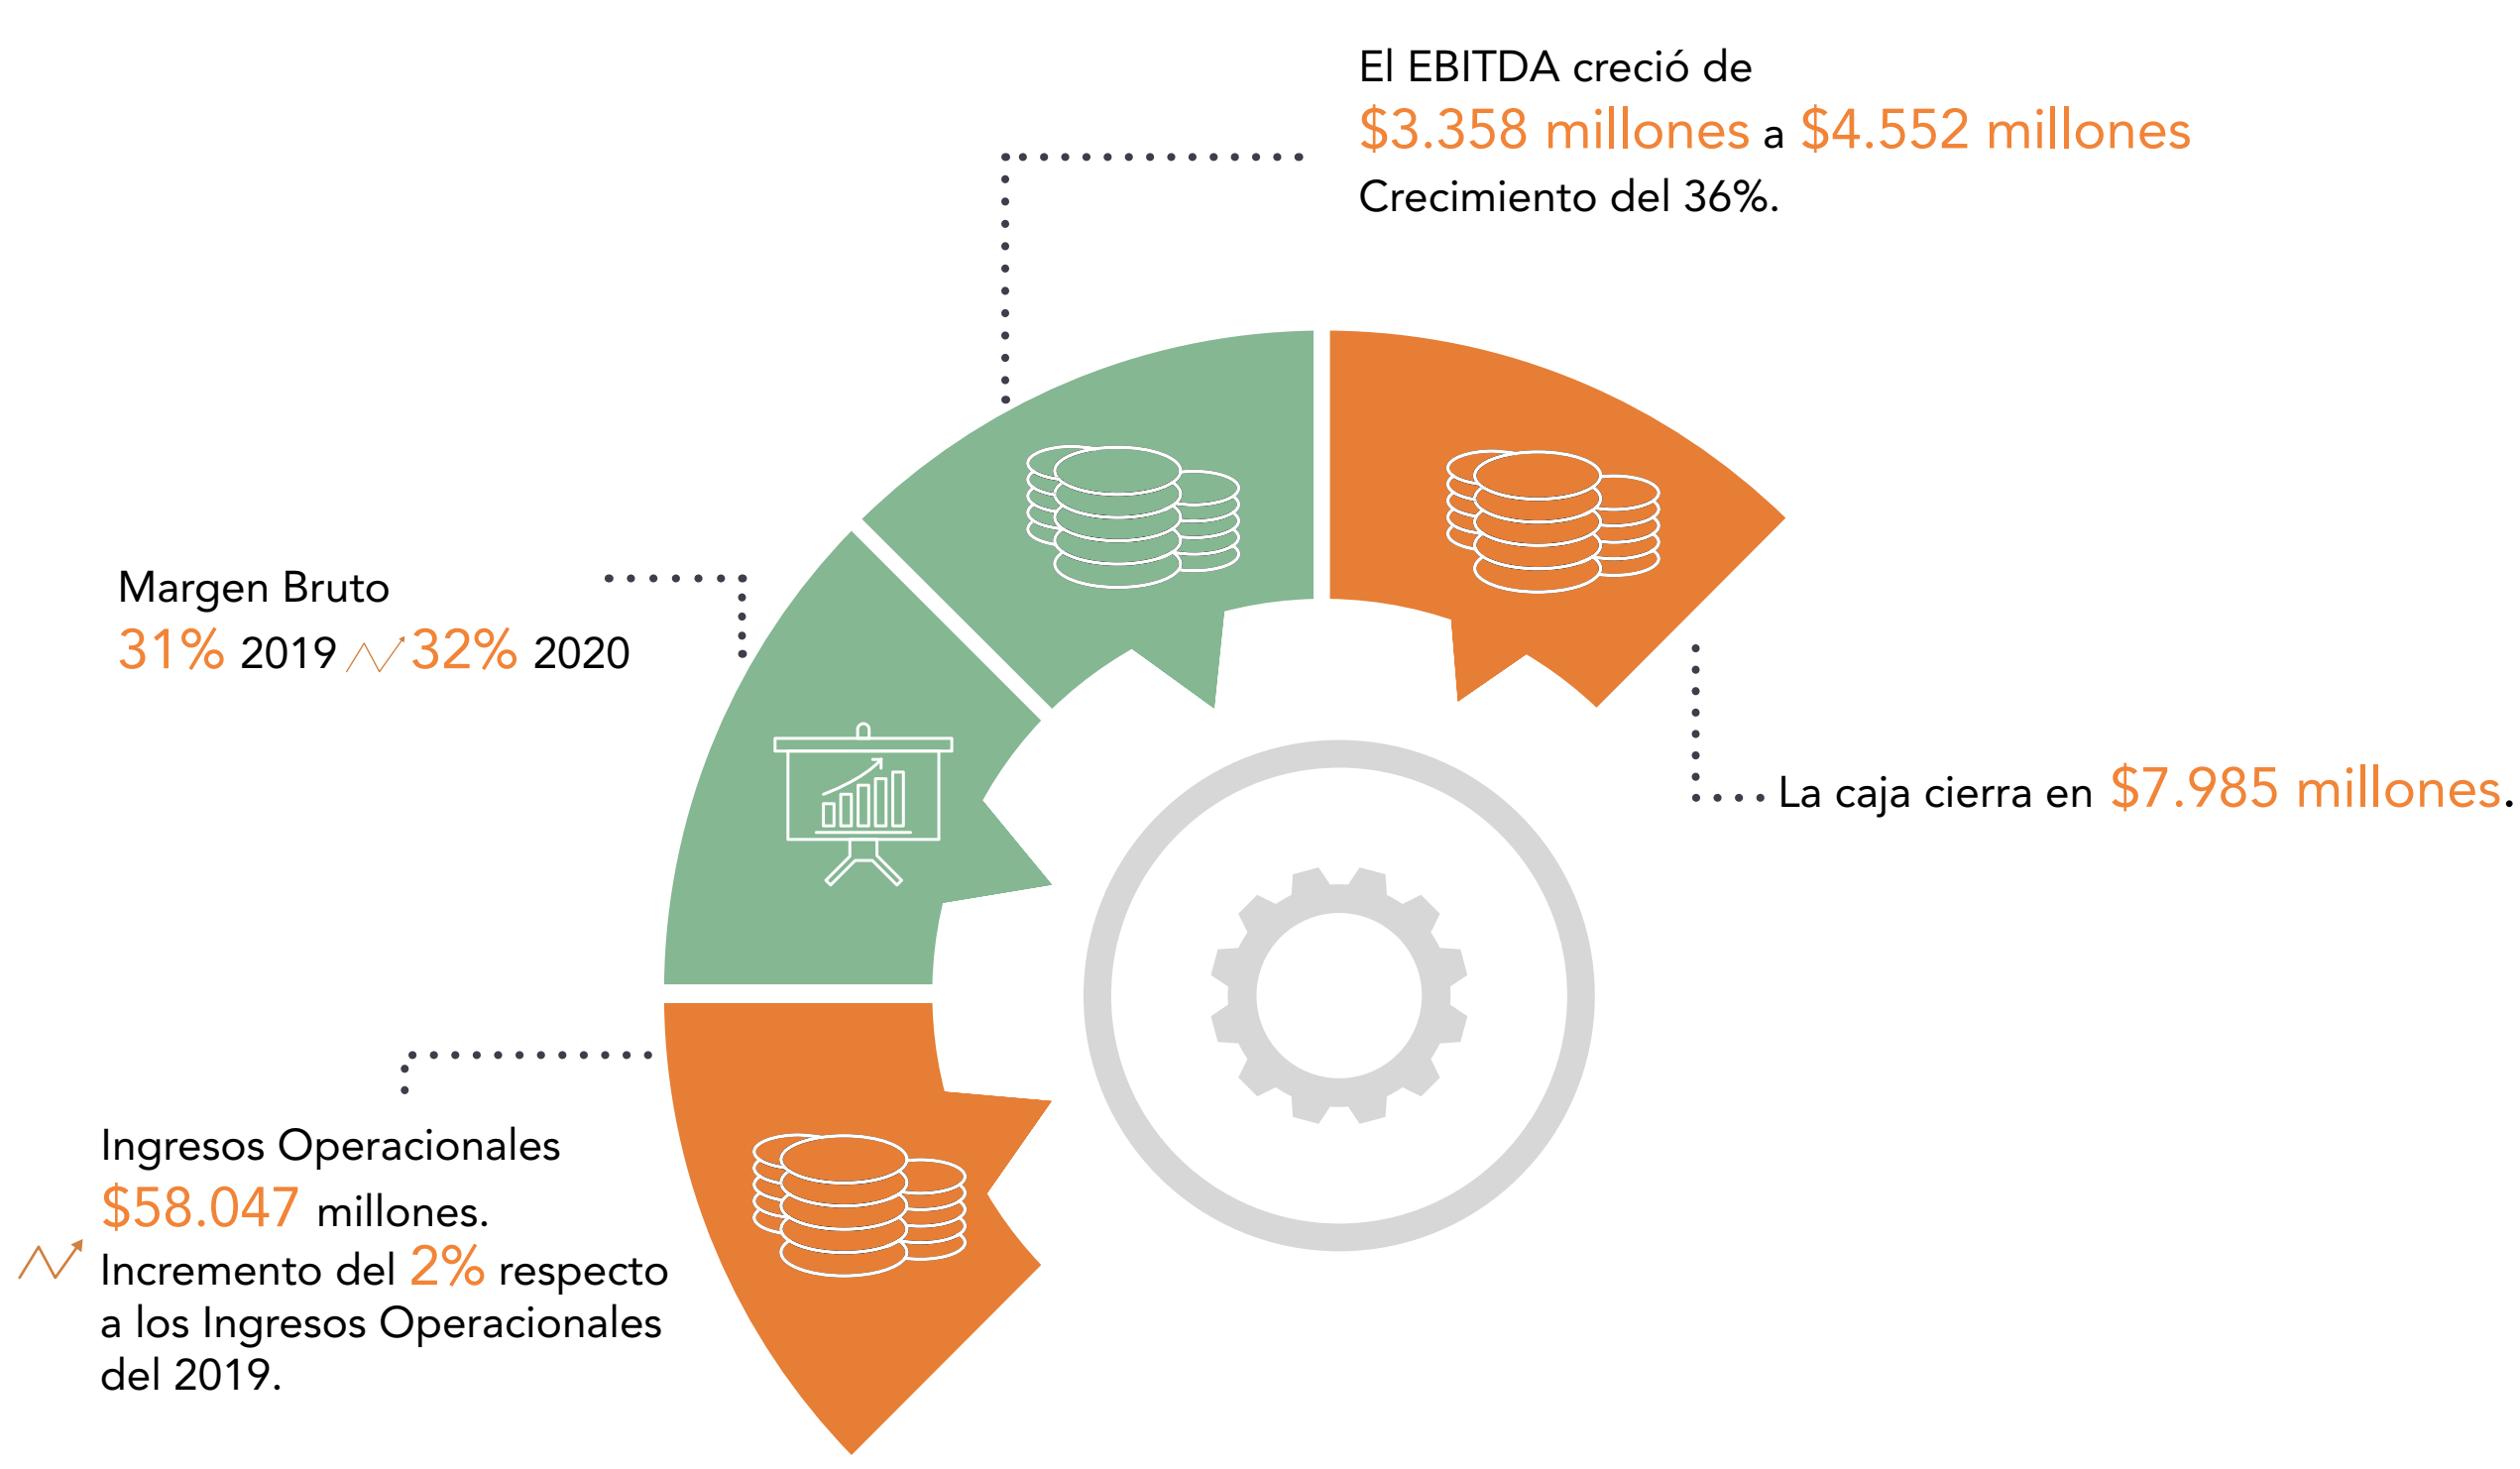 El EBITDA creció de
$3.358 millones a $4.552 millones
Crecimiento del 36%.
Margen Bruto
31% 2019 32% 2020
La caja cierra en $7.985 millones.
Ingresos Operacionales
$58.047 millones.
Incremento del 2% respecto
a los Ingresos Operacionales
del 2019.